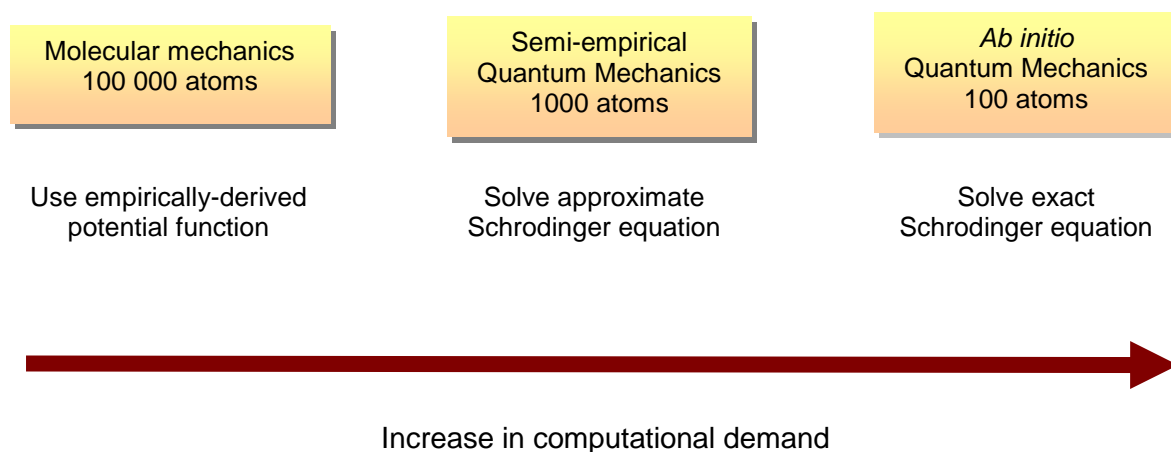 Molecular mechanics
100 000 atoms
Semi-empirical
Quantum Mechanics
1000 atoms
Ab initio
Quantum Mechanics
100 atoms
Use empirically-derived
potential function
Solve approximate
Schrodinger equation
Solve exact
Schrodinger equation
Increase in computational demand